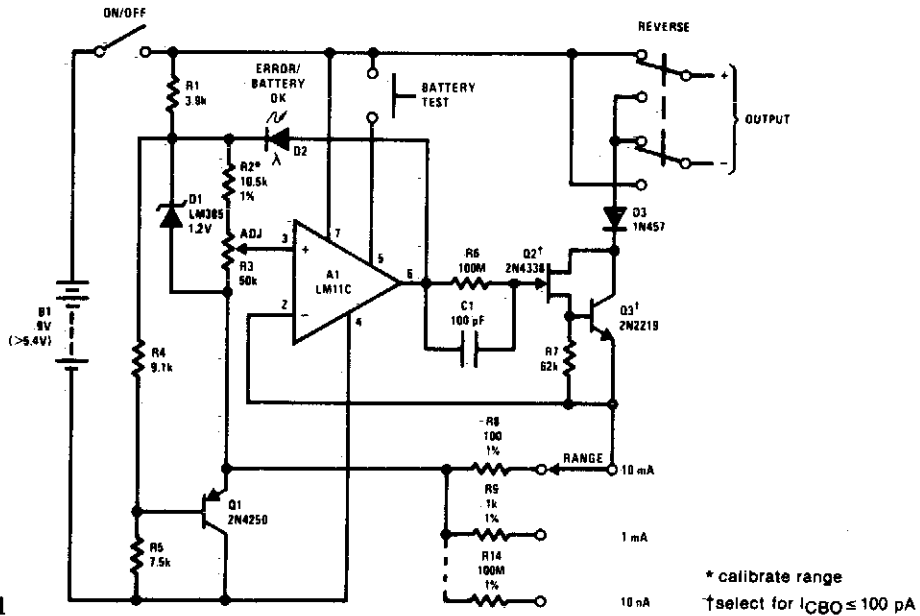 ON/OFF
REVERSE
R1
3.9k
ERROR/
BATTERY
OK
BATTERY
TEST
+
OUTPUT
−
D2
λ
R2*
10.5k
1%
D1
LM385
1.2V
ADJ
R3
50k
3
+
7
A1
LM11C
5
6
2
−
4
R6
100M
C1
100 pF
Q2†
2N4338
D3
1N457
Q3†
2N2219
R7
62k
B1
9V
(>5.4V)
R4
9.1k
R8
100
1%
RANGE
10 mA
R9
1k
1%
1 mA
R14
100M
1%
10 nA
Q1
2N4250
R5
7.5k
* calibrate range
†select for ICBO ≤ 100 pA